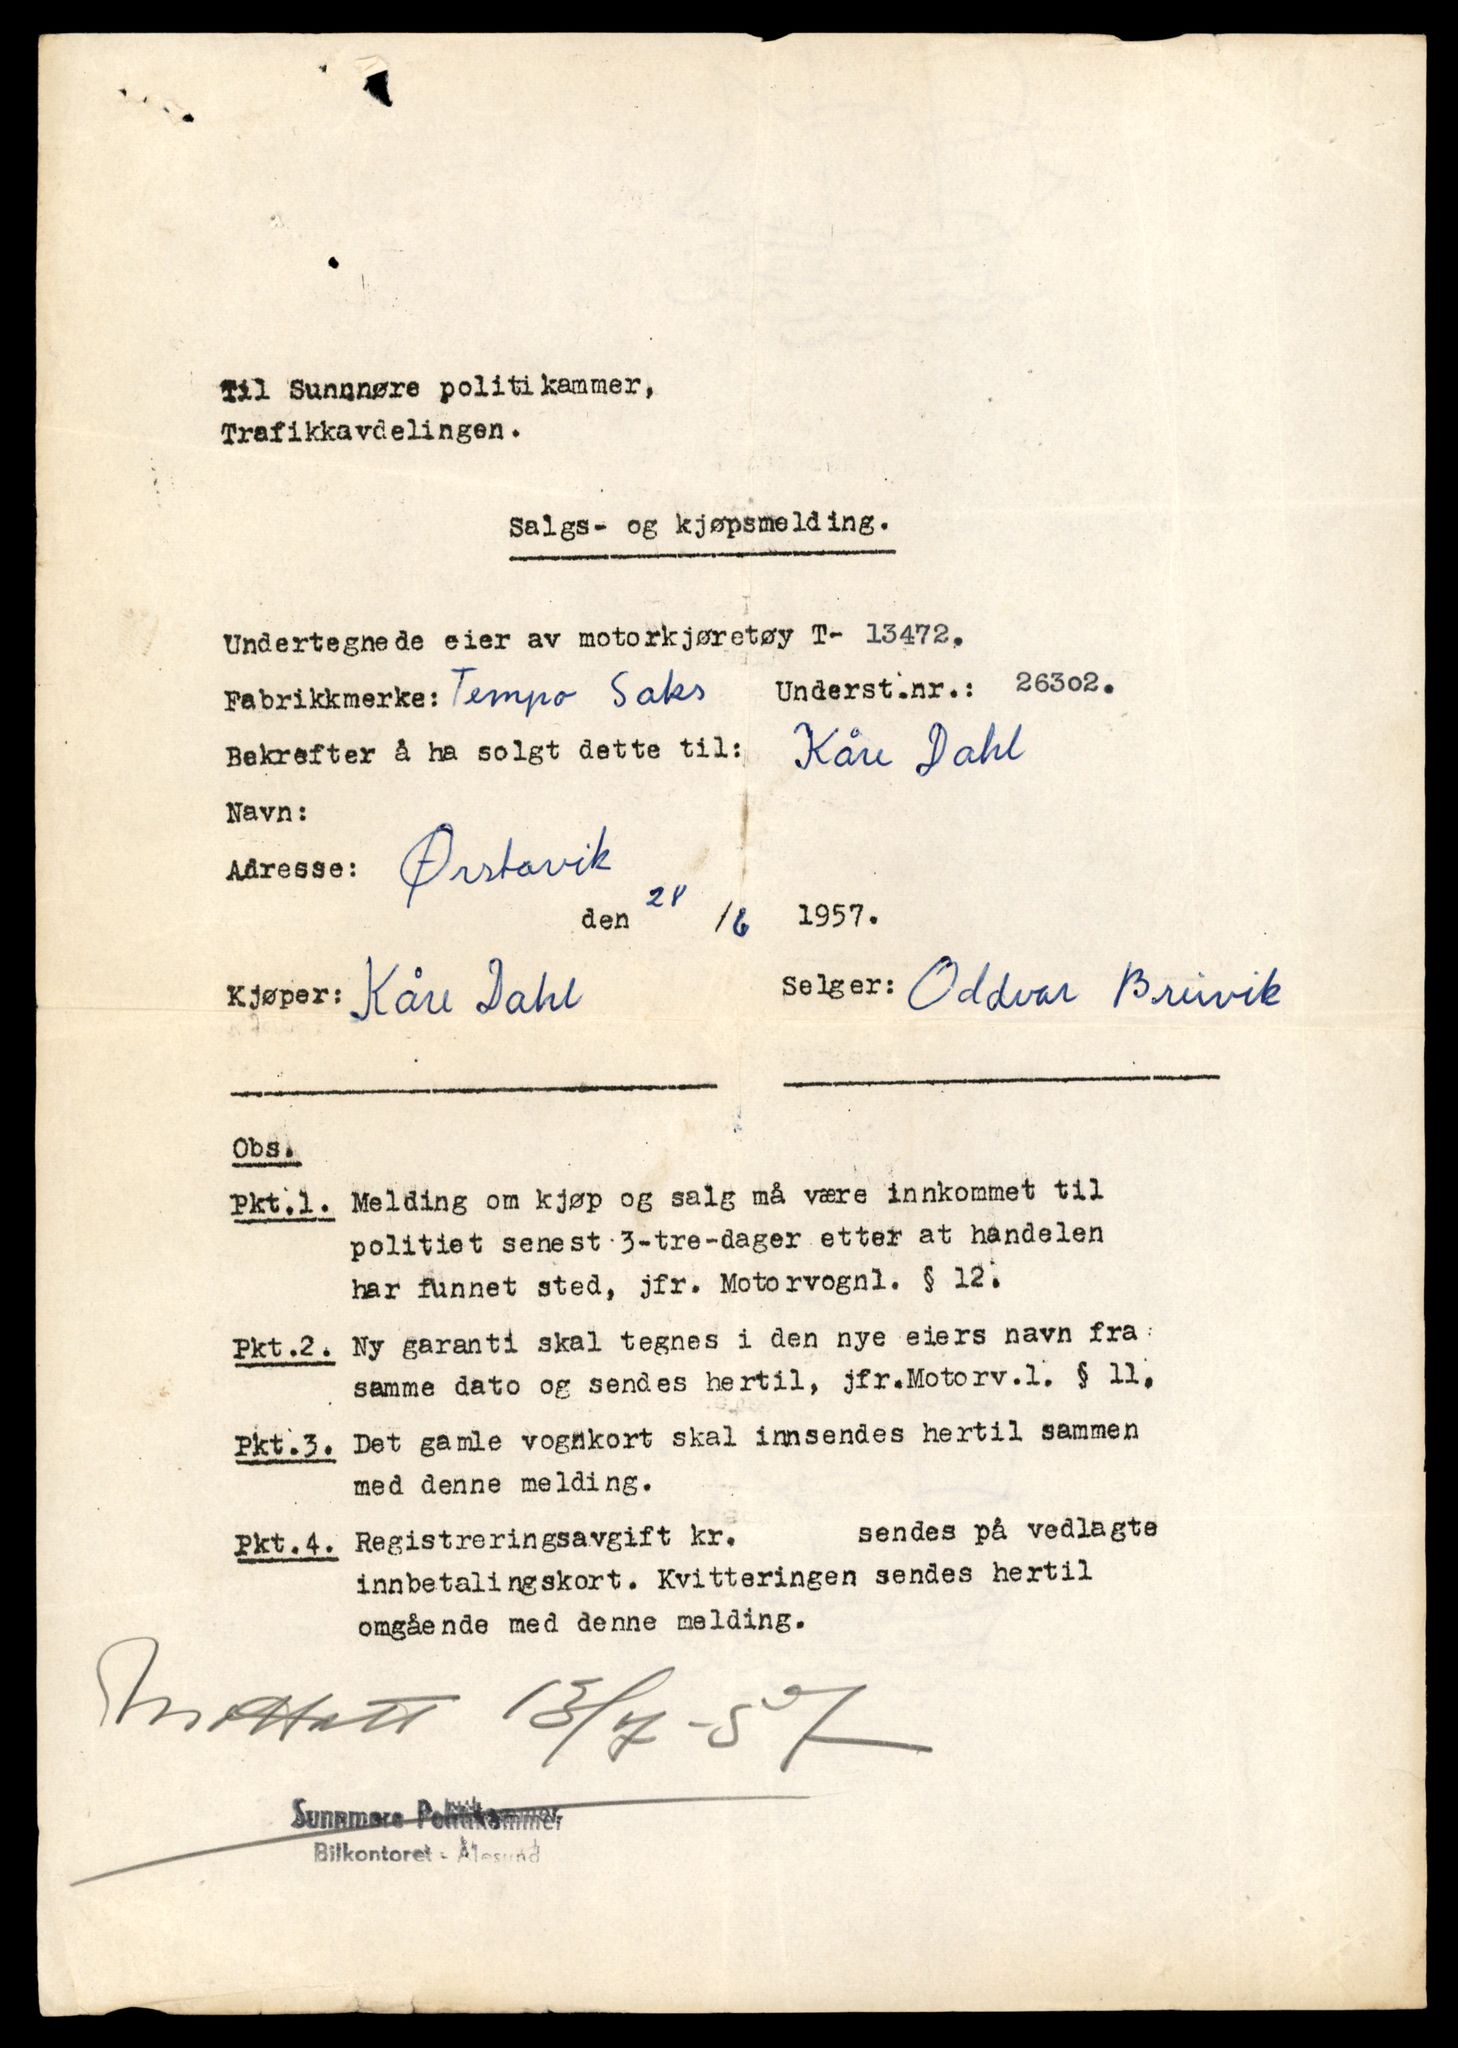 Til Sunnnøre politikammer,
Trafikkavdelingen.
Salgs- og kjøpsmelding.
Undertegnede eier av motorkjøretøy T- 13472.
Fabrikkmerke: Tempo Saks Underst.nr.: 26302.
Bekrefter å ha solgt dette til: Kåre Dahl
Navn:
Adresse: Ørstavik
den 28 /6 1957.
Kjøper: Kåre Dahl Selger: Oddvar Breivik
Obs.
Pkt.1. Melding om kjøp og salg må være innkommet til
politiet senest 3-tre-dager etter at handelen
har funnet sted, jfr. Motorvognl. § 12.
Pkt.2. Ny garanti skal tegnes i den nye eiers navn fra
samme dato og sendes hertil, jfr.Motorv.l. § 11.
Pkt.3. Det gamle vognkort skal innsendes hertil sammen
med denne melding.
Pkt.4. Registreringsavgift kr. sendes på vedlagte
innbetalingskort. Kvitteringen sendes hertil
omgående med denne melding.
Mottatt 13/7-57
Sunnmøre Politikammer
Bilkontoret - Ålesund